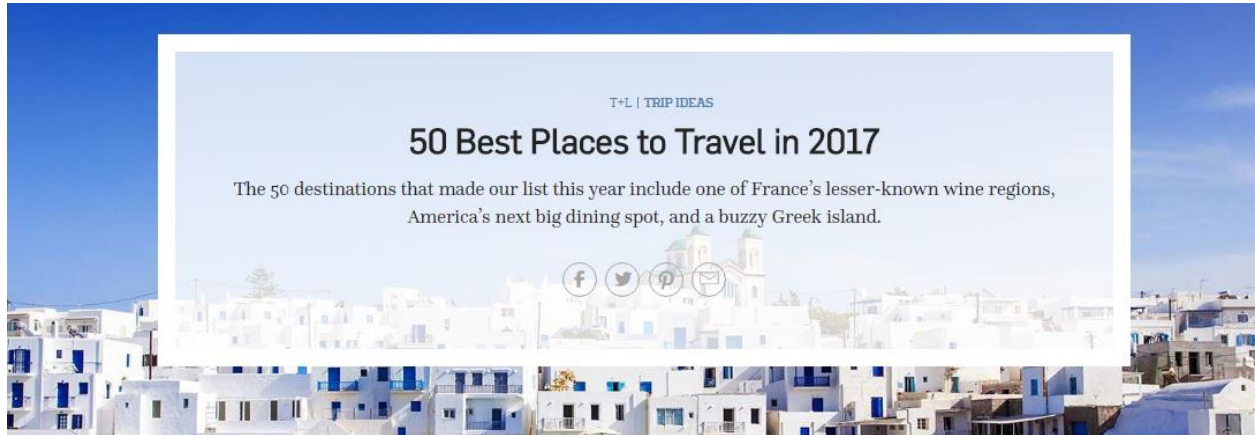 T+L | TRIP IDEAS
50 Best Places to Travel in 2017
The 50 destinations that made our list this year include one of France’s lesser-known wine regions,
America’s next big dining spot, and a buzzy Greek island.